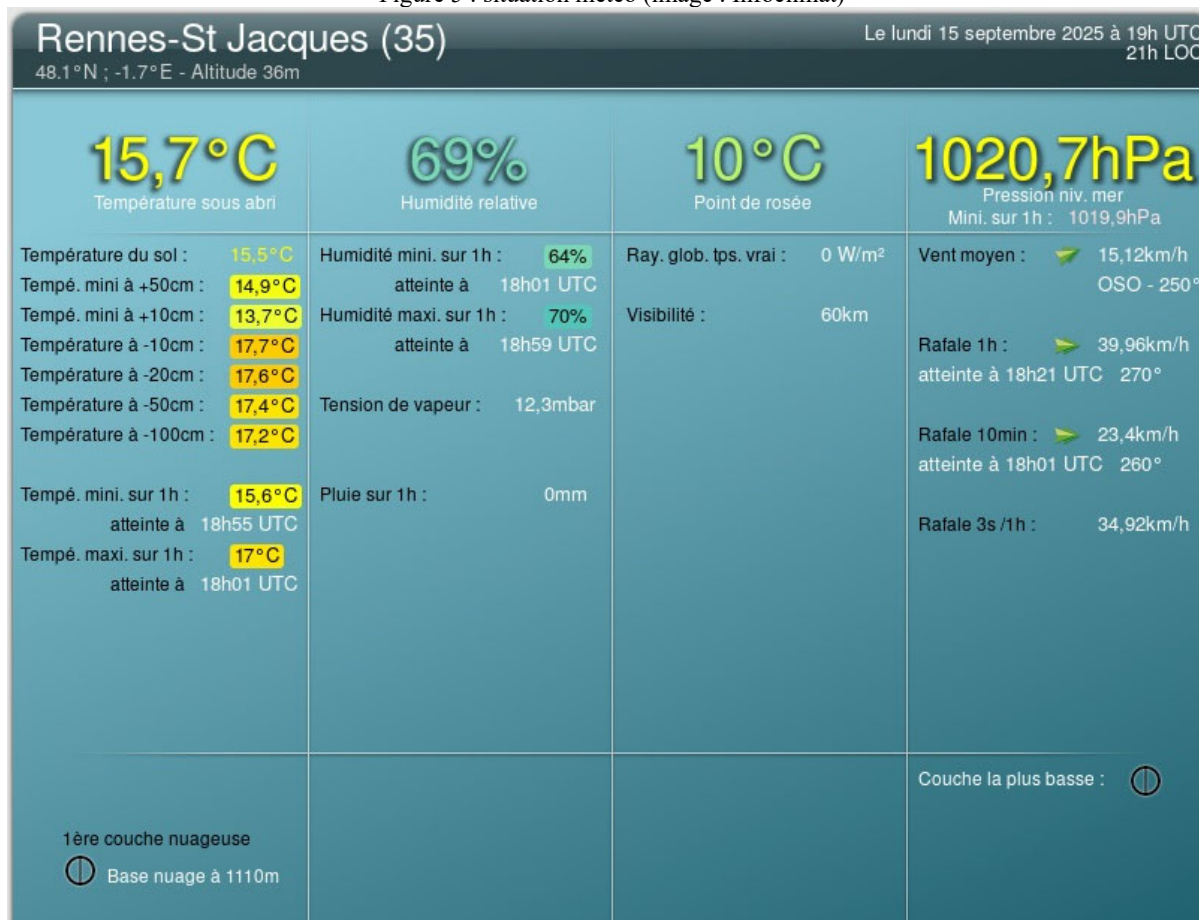 Figure 3 : situation météo (image : Infoclimat)
Rennes-St Jacques (35)
48.1°N ; -1.7°E - Altitude 36m
Le lundi 15 septembre 2025 à 19h UTC
21h LOC
15,7°C
Température sous abri
69%
Humidité relative
10°C
Point de rosée
1020,7hPa
Pression niv. mer
Mini. sur 1h : 1019,9hPa
Température du sol : 15,5°C
Tempé. mini à +50cm : 14,9°C
Tempé. mini à +10cm : 13,7°C
Température à -10cm : 17,7°C
Température à -20cm : 17,6°C
Température à -50cm : 17,4°C
Température à -100cm : 17,2°C
Tempé. mini. sur 1h : 15,6°C
atteinte à 18h55 UTC
Tempé. maxi. sur 1h : 17°C
atteinte à 18h01 UTC
Humidité mini. sur 1h : 64%
atteinte à 18h01 UTC
Humidité maxi. sur 1h : 70%
atteinte à 18h59 UTC
Tension de vapeur : 12,3mbar
Pluie sur 1h : 0mm
Ray. glob. tps. vrai : 0 W/m²
Visibilité : 60km
Vent moyen : 15,12km/h
OSO - 250°
Rafale 1h : 39,96km/h
atteinte à 18h21 UTC 270°
Rafale 10min : 23,4km/h
atteinte à 18h01 UTC 260°
Rafale 3s /1h : 34,92km/h
1ère couche nuageuse
Base nuage à 1110m
Couche la plus basse :